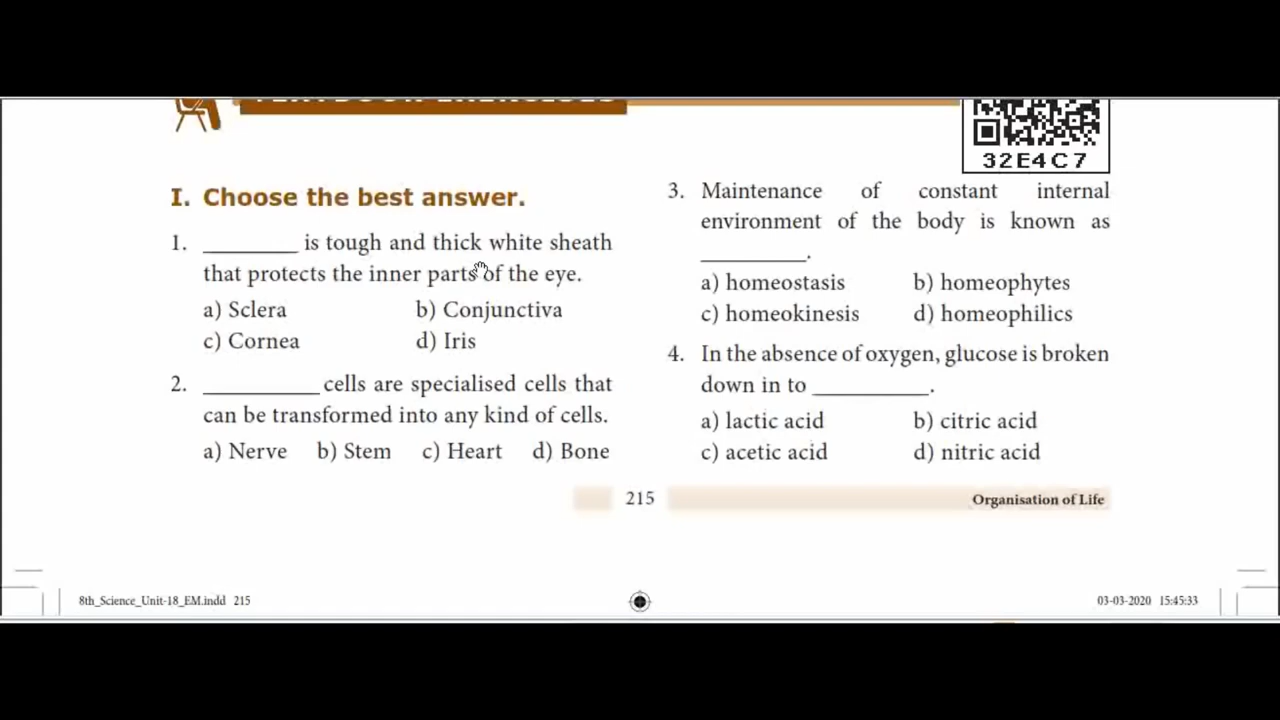 32E4C7
I. Choose the best answer.
1. ________ is tough and thick white sheath
that protects the inner parts of the eye.
a) Sclera b) Conjunctiva
c) Cornea d) Iris
2. __________ cells are specialised cells that
can be transformed into any kind of cells.
a) Nerve b) Stem c) Heart d) Bone
3. Maintenance of constant internal
environment of the body is known as
_________.
a) homeostasis b) homeophytes
c) homeokinesis d) homeophilics
4. In the absence of oxygen, glucose is broken
down in to __________.
a) lactic acid b) citric acid
c) acetic acid d) nitric acid
215 Organisation of Life
8th_Science_Unit-18_EM.indd 215 03-03-2020 15:45:33